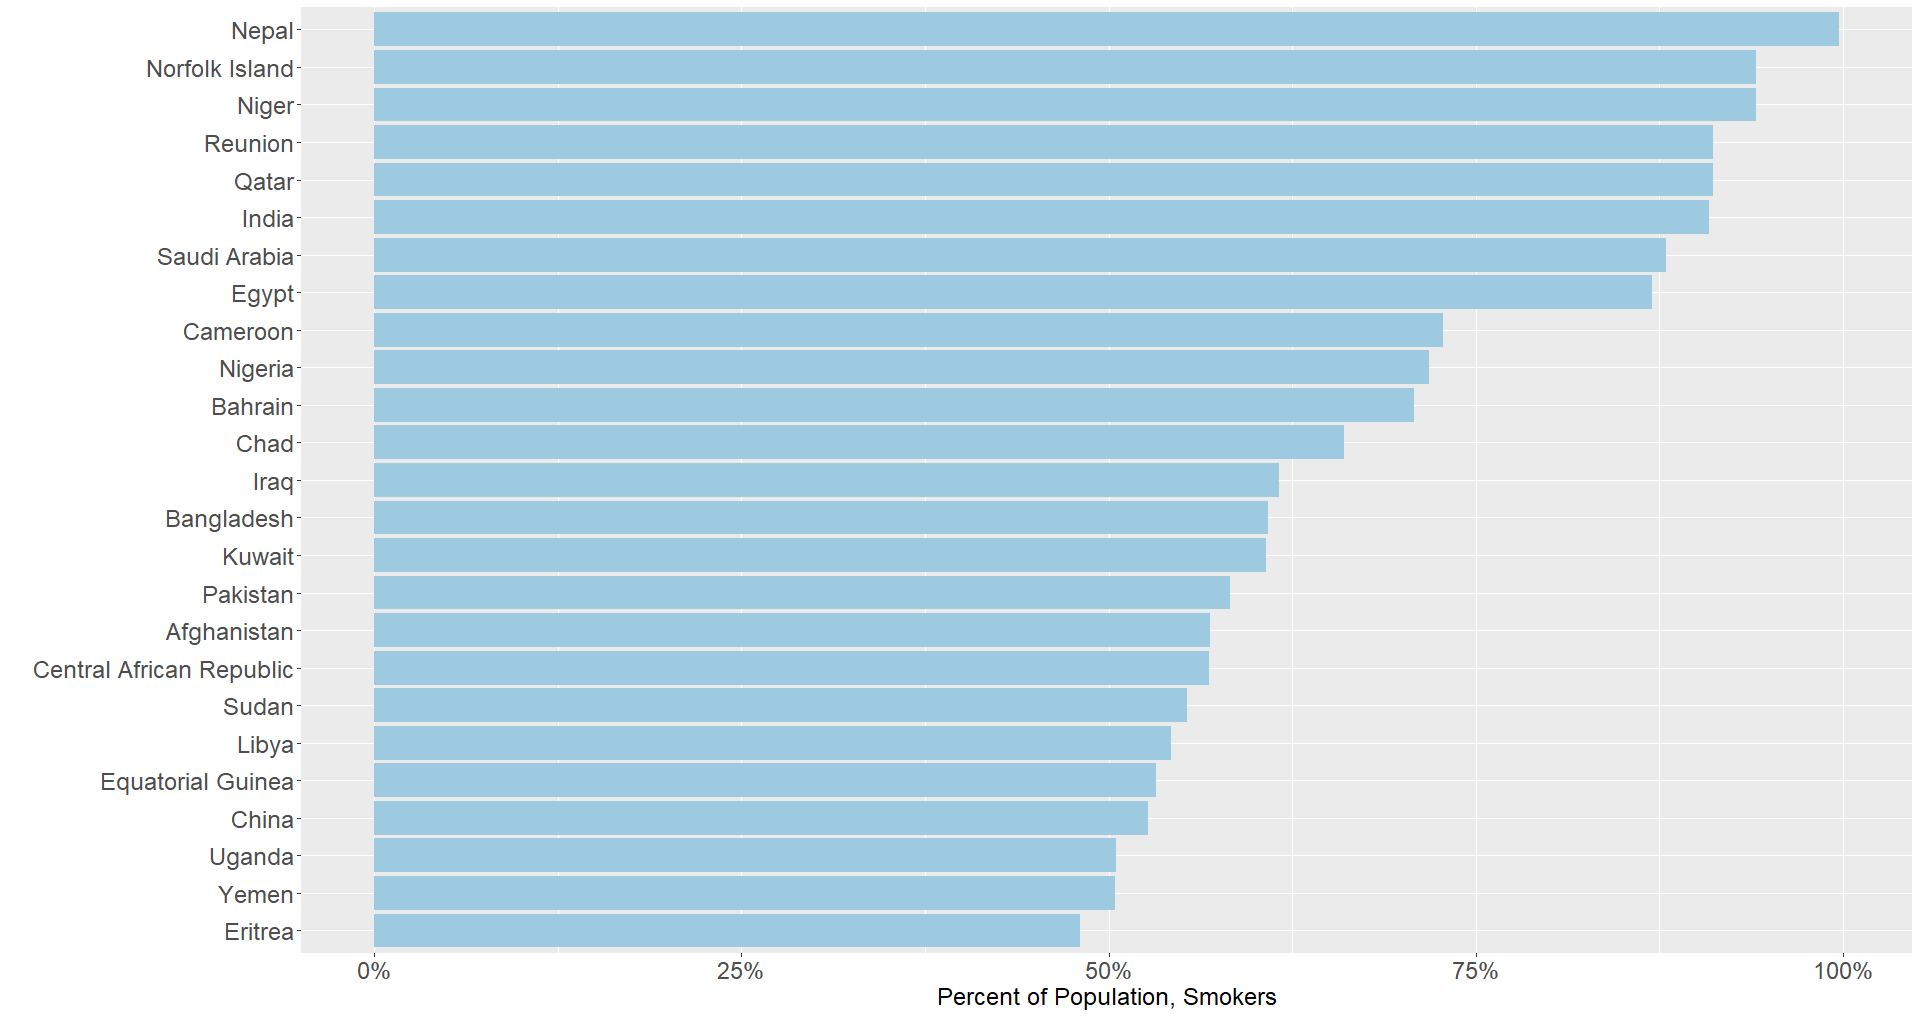 Nepal
Norfolk Island
Niger
Reunion
Qatar
India
Saudi Arabia
Egypt
Cameroon
Nigeria
Bahrain
Chad
Iraq
Bangladesh
Kuwait
Pakistan
Afghanistan
Central African Republic
Sudan
Libya
Equatorial Guinea
China
Uganda
Yemen
Eritrea
0% 25% 50% 75% 100%
Percent of Population, Smokers